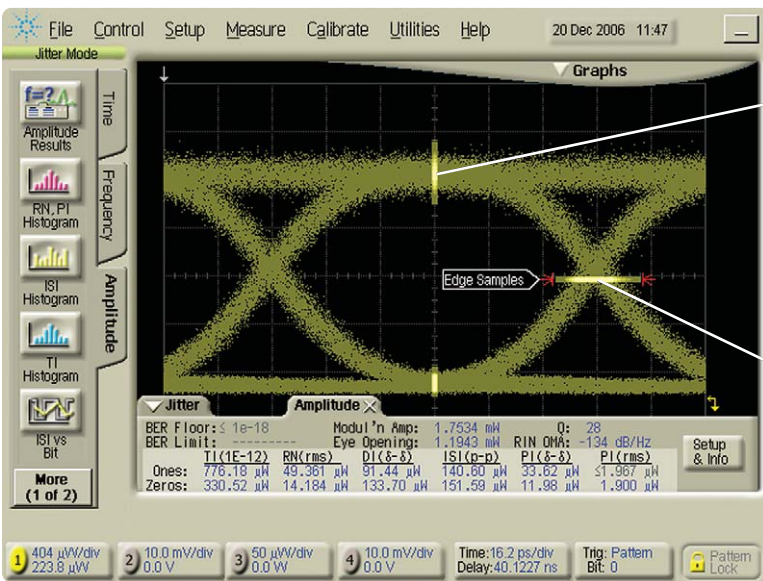 File Control Setup Measure Calibrate Utilities Help 20 Dec 2006 11:47
Jitter Mode
Graphs
f=?
Amplitude
Results
RN, PI
Histogram
ISI
Histogram
TI
Histogram
ISI vs
Bit
More
(1 of 2)
Time
Frequency
Amplitude
Edge Samples
Jitter Amplitude
BER Floor:≤ 1e-18 Modul'n Amp: 1.7534 mW Q: 28
BER Limit: --------- Eye Opening: 1.1943 mW RIN OMA: -134 dB/Hz
TI(1E-12) RN(rms) DI(δ-δ) ISI(p-p) PI(δ-δ) PI(rms)
Ones: 776.18 µW 49.361 µW 91.44 µW 140.60 µW 33.62 µW ≤1.967 µW
Zeros: 330.52 µW 14.184 µW 133.70 µW 151.59 µW 11.98 µW 1.900 µW
Setup
& Info
1 404 µW/div 2 10.0 mV/div 3 50 µW/div 4 10.0 mV/div Time:16.2 ps/div Trig: Pattern Pattern
223.8 µW 0.0 V 0.0 W 0.0 V Delay:40.1227 ns Bit: 0 Lock